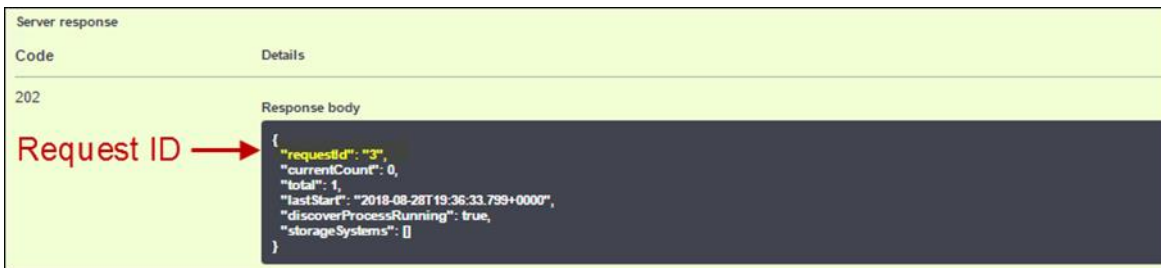 Server response
Code Details
202
Response body
Request ID
{
"requestId": "3",
"currentCount": 0,
"total": 1,
"lastStart": "2018-08-28T19:36:33.799+0000",
"discoverProcessRunning": true,
"storageSystems": []
}